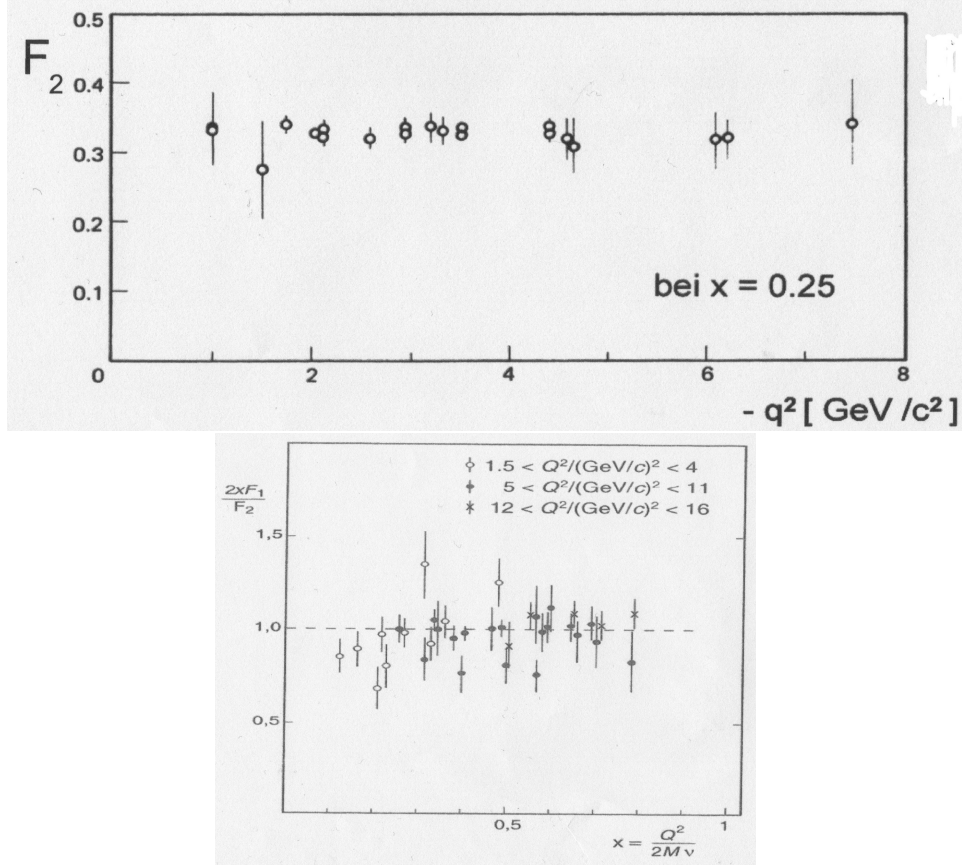 0.5
F₂
0.4
0.3
0.2
0.1
bei x = 0.25
0 2 4 6 8
- q² [ GeV /c² ]
1.5 < Q²/(GeV/c)² < 4
5 < Q²/(GeV/c)² < 11
12 < Q²/(GeV/c)² < 16
2xF₁
F₂
1,5
1,0
0,5
0,5 1
x = Q²
2Mν